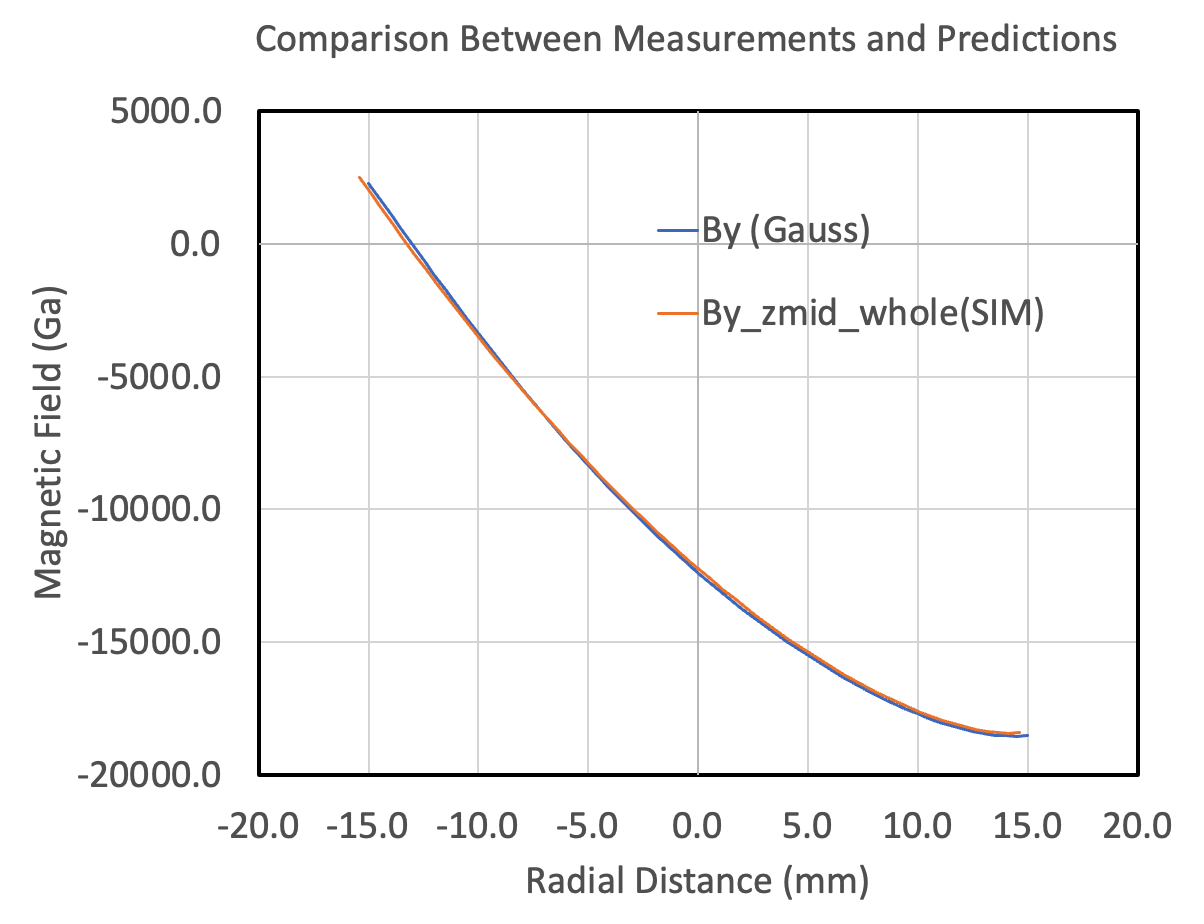 Comparison Between Measurements and Predictions
5000.0
0.0
-5000.0
-10000.0
-15000.0
-20000.0
Magnetic Field (Ga)
By (Gauss)
By_zmid_whole(SIM)
-20.0 -15.0 -10.0 -5.0 0.0 5.0 10.0 15.0 20.0
Radial Distance (mm)